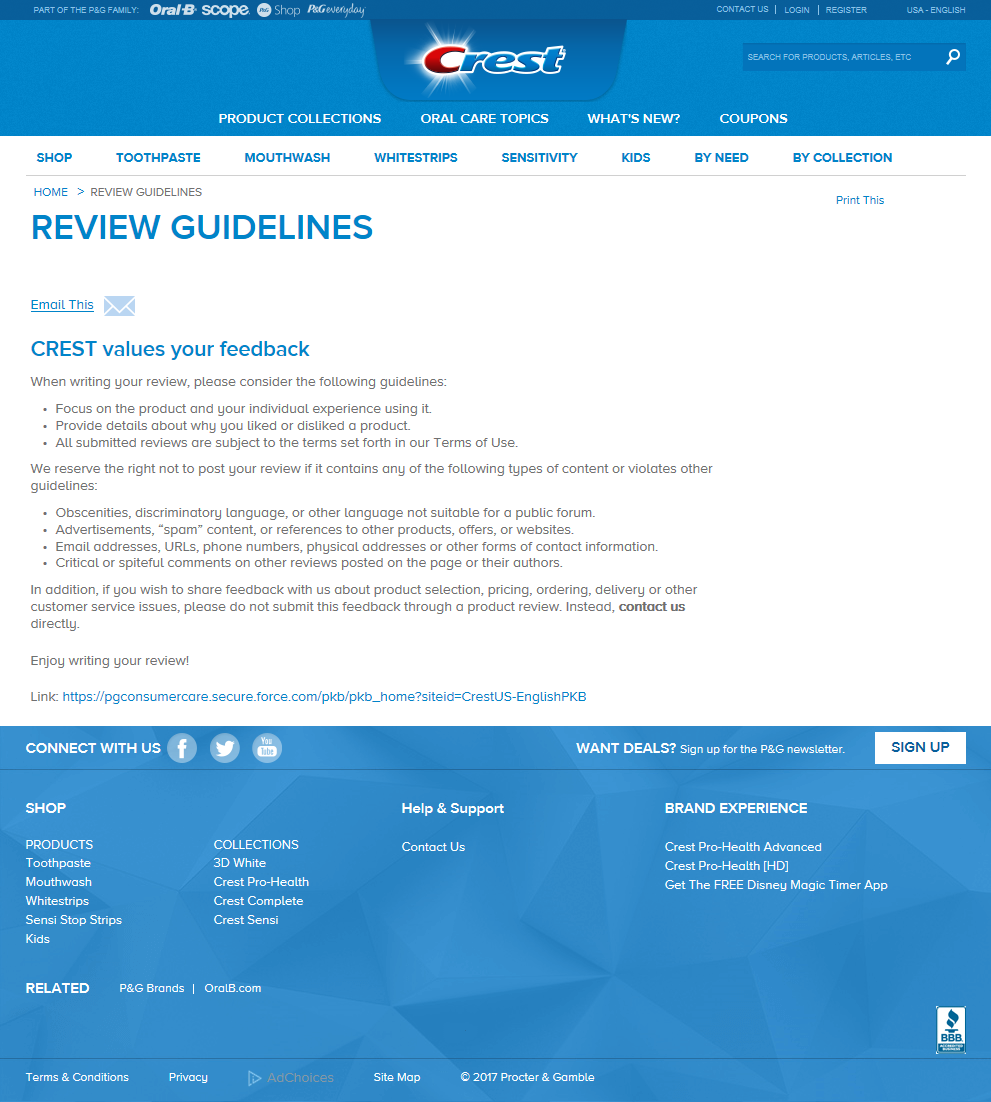 PART OF THE P&G FAMILY: Oral-B scope. P&G Shop P&G everyday
CONTACT US | LOGIN | REGISTER USA - ENGLISH
Crest
SEARCH FOR PRODUCTS, ARTICLES, ETC
PRODUCT COLLECTIONS ORAL CARE TOPICS WHAT'S NEW? COUPONS
SHOP TOOTHPASTE MOUTHWASH WHITESTRIPS SENSITIVITY KIDS BY NEED BY COLLECTION
HOME > REVIEW GUIDELINES
Print This
REVIEW GUIDELINES
Email This
CREST values your feedback
When writing your review, please consider the following guidelines:
• Focus on the product and your individual experience using it.
• Provide details about why you liked or disliked a product.
• All submitted reviews are subject to the terms set forth in our Terms of Use.
We reserve the right not to post your review if it contains any of the following types of content or violates other
guidelines:
• Obscenities, discriminatory language, or other language not suitable for a public forum.
• Advertisements, “spam” content, or references to other products, offers, or websites.
• Email addresses, URLs, phone numbers, physical addresses or other forms of contact information.
• Critical or spiteful comments on other reviews posted on the page or their authors.
In addition, if you wish to share feedback with us about product selection, pricing, ordering, delivery or other
customer service issues, please do not submit this feedback through a product review. Instead, contact us
directly.
Enjoy writing your review!
Link: https://pgconsumercare.secure.force.com/pkb/pkb_home?siteid=CrestUS-EnglishPKB
CONNECT WITH US f You Tube
WANT DEALS? Sign up for the P&G newsletter. SIGN UP
SHOP
PRODUCTS
Toothpaste
Mouthwash
Whitestrips
Sensi Stop Strips
Kids
COLLECTIONS
3D White
Crest Pro-Health
Crest Complete
Crest Sensi
Help & Support
Contact Us
BRAND EXPERIENCE
Crest Pro-Health Advanced
Crest Pro-Health [HD]
Get The FREE Disney Magic Timer App
RELATED P&G Brands | OralB.com
BBB.
ACCREDITED
BUSINESS
Terms & Conditions Privacy AdChoices Site Map © 2017 Procter & Gamble